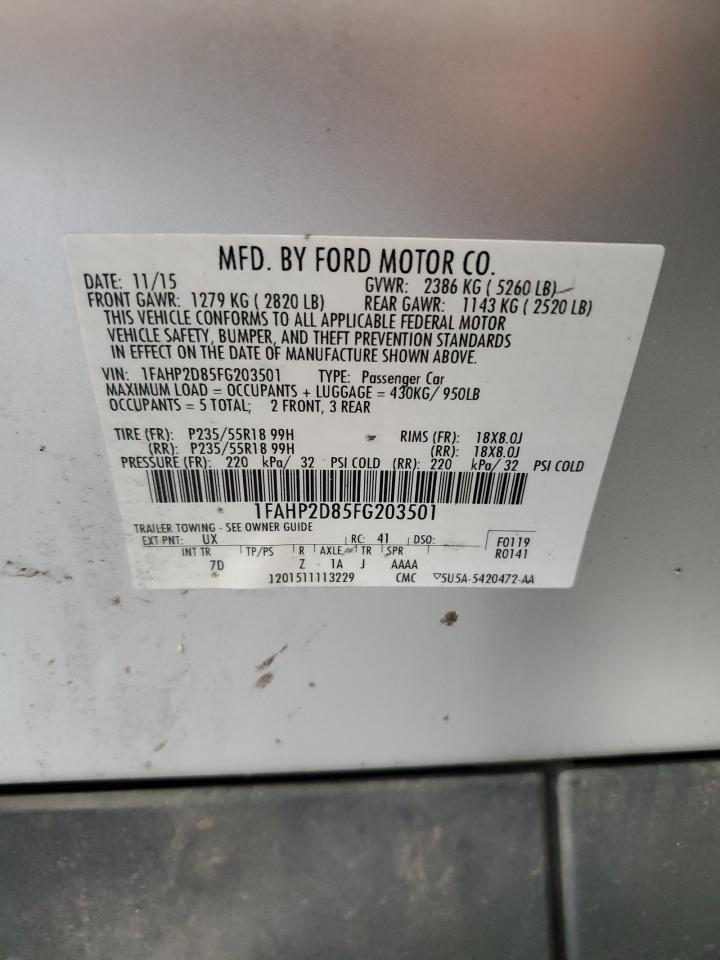 MFD. BY FORD MOTOR CO.
DATE: 11/15 GVWR: 2386 KG ( 5260 LB)
FRONT GAWR: 1279 KG ( 2820 LB) REAR GAWR: 1143 KG ( 2520 LB)
THIS VEHICLE CONFORMS TO ALL APPLICABLE FEDERAL MOTOR
VEHICLE SAFETY, BUMPER, AND THEFT PREVENTION STANDARDS
IN EFFECT ON THE DATE OF MANUFACTURE SHOWN ABOVE.
VIN: 1FAHP2D85FG203501 TYPE: Passenger Car
MAXIMUM LOAD = OCCUPANTS + LUGGAGE = 430KG/ 950LB
OCCUPANTS = 5 TOTAL; 2 FRONT, 3 REAR
TIRE (FR): P235/55R18 99H RIMS (FR): 18X8.0J
(RR): P235/55R18 99H (RR): 18X8.0J
PRESSURE (FR): 220 kPa/ 32 PSI COLD (RR): 220 kPa/ 32 PSI COLD
1FAHP2D85FG203501
TRAILER TOWING - SEE OWNER GUIDE
EXT PNT: UX RC: 41 DSO: F0119
INT TR TP/PS R AXLE TR SPR R0141
7D Z 1A J AAAA
1201511113229 CMC ▽5U5A-5420472-AA